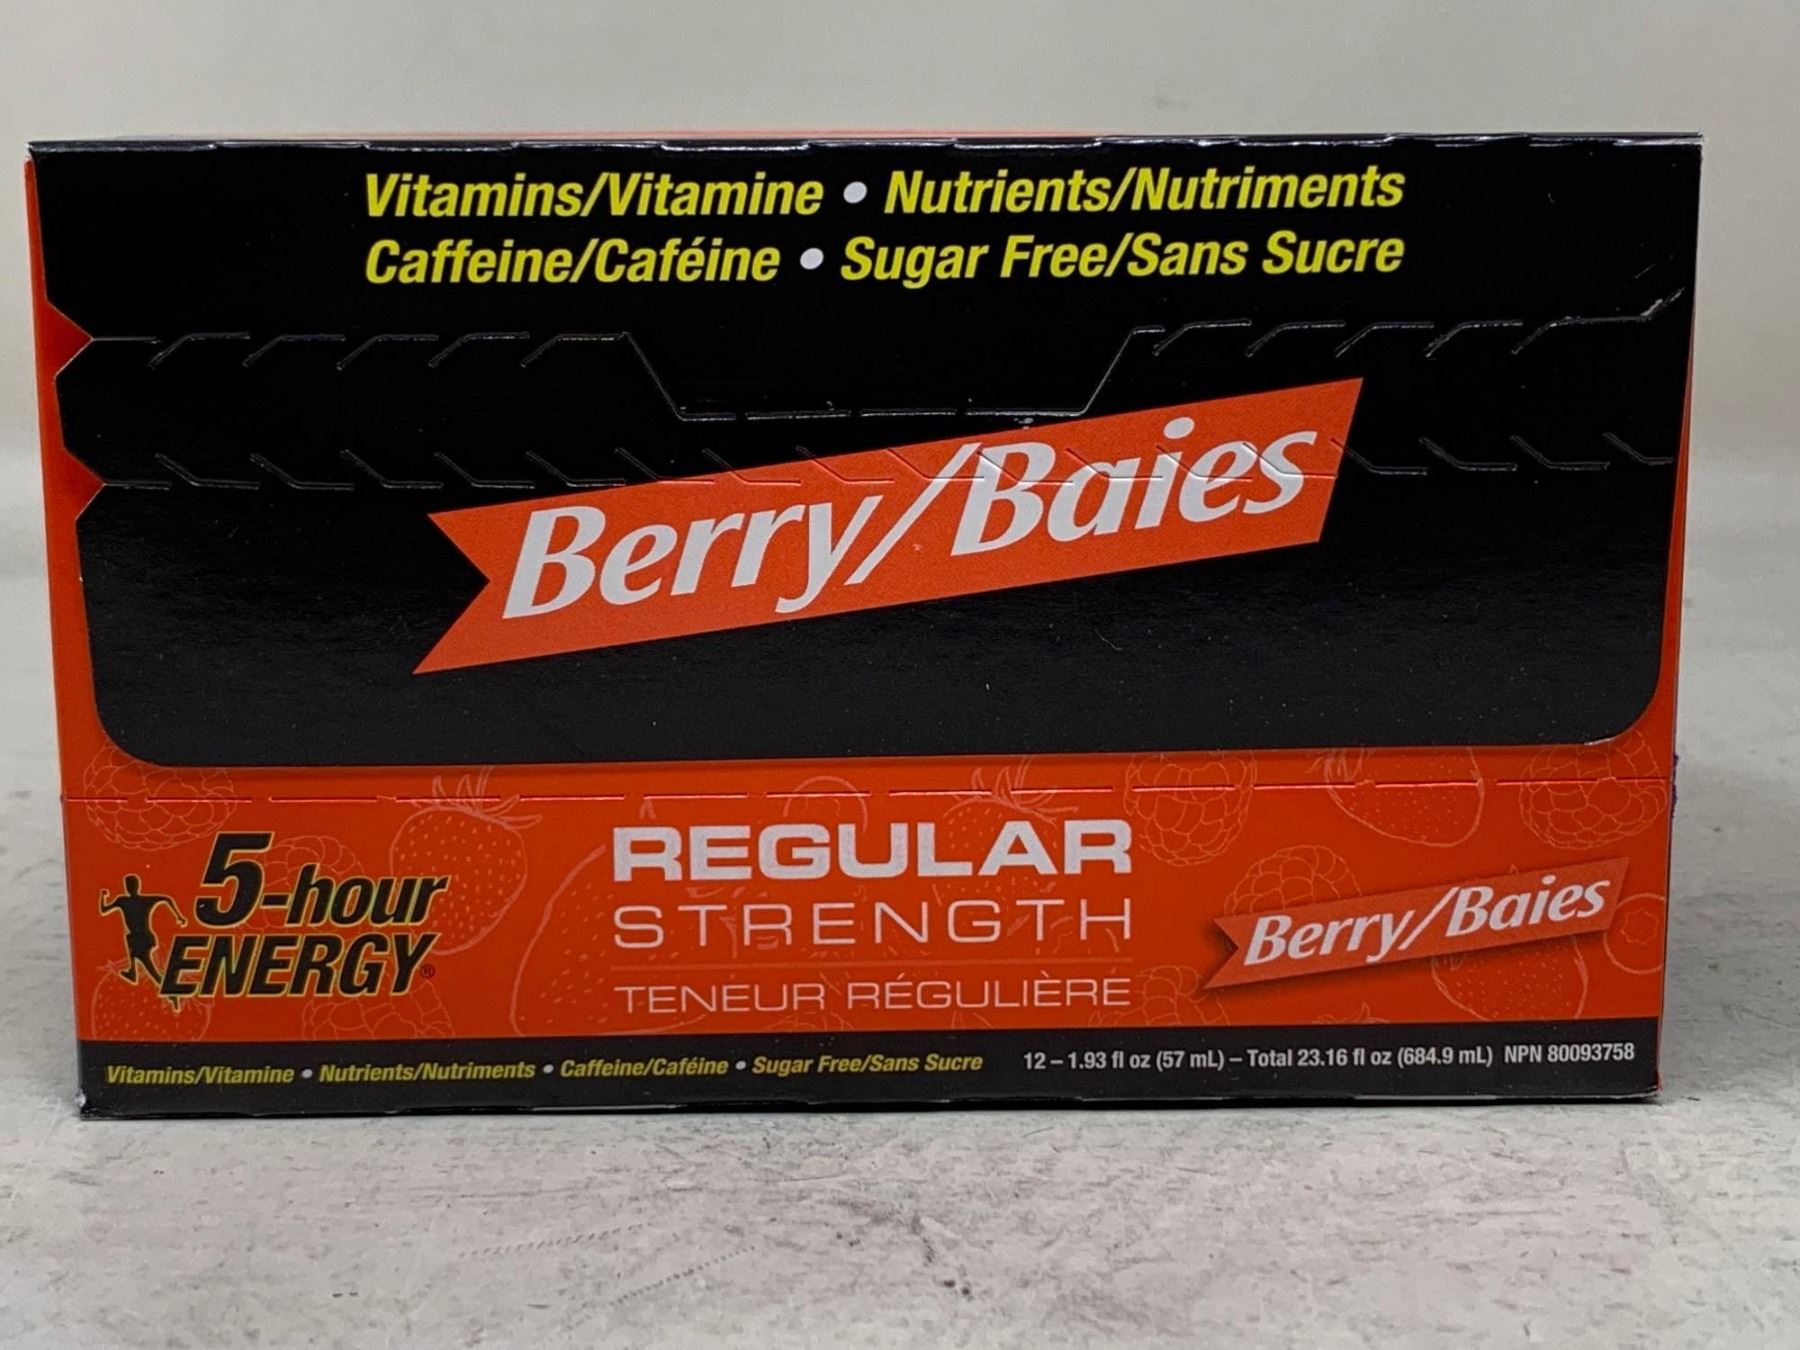 Vitamins/Vitamine • Nutrients/Nutriments
Caffeine/Caféine • Sugar Free/Sans Sucre
Berry/Baies
5-hour
ENERGY®
REGULAR
STRENGTH
TENEUR RÉGULIÈRE
Berry/Baies
Vitamins/Vitamine • Nutrients/Nutriments • Caffeine/Caféine • Sugar Free/Sans Sucre
12 – 1.93 fl oz (57 mL) – Total 23.16 fl oz (684.9 mL) NPN 80093758